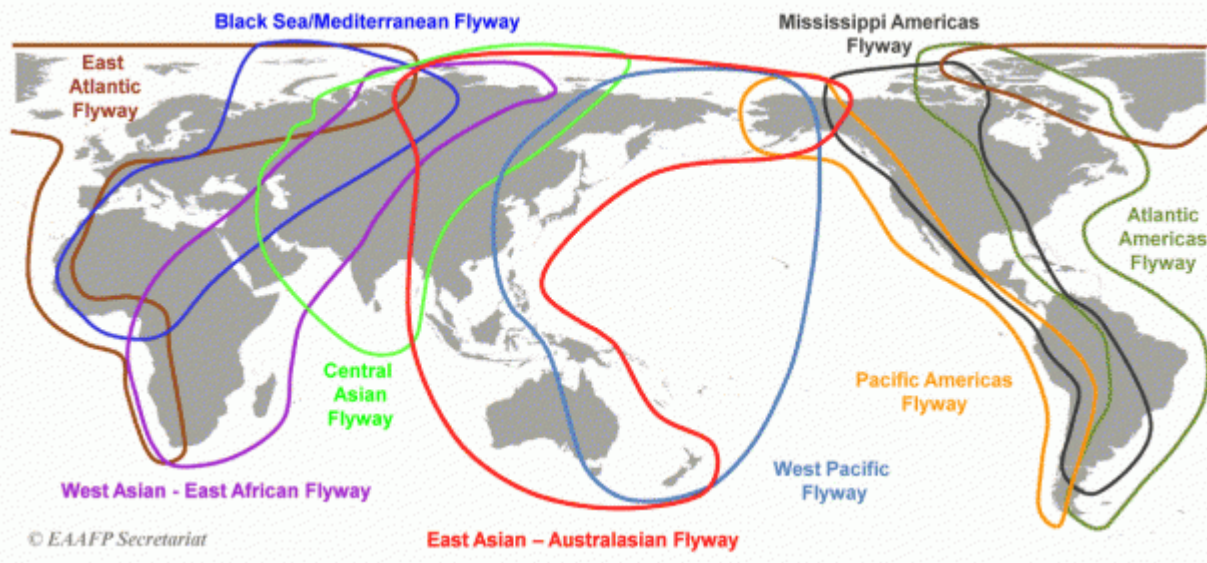 Black Sea/Mediterranean Flyway
Mississippi Americas
Flyway
East
Atlantic
Flyway
Atlantic
Americas
Flyway
Central
Asian
Flyway
Pacific Americas
Flyway
West Asian - East African Flyway
West Pacific
Flyway
© EAAFP Secretariat
East Asian – Australasian Flyway